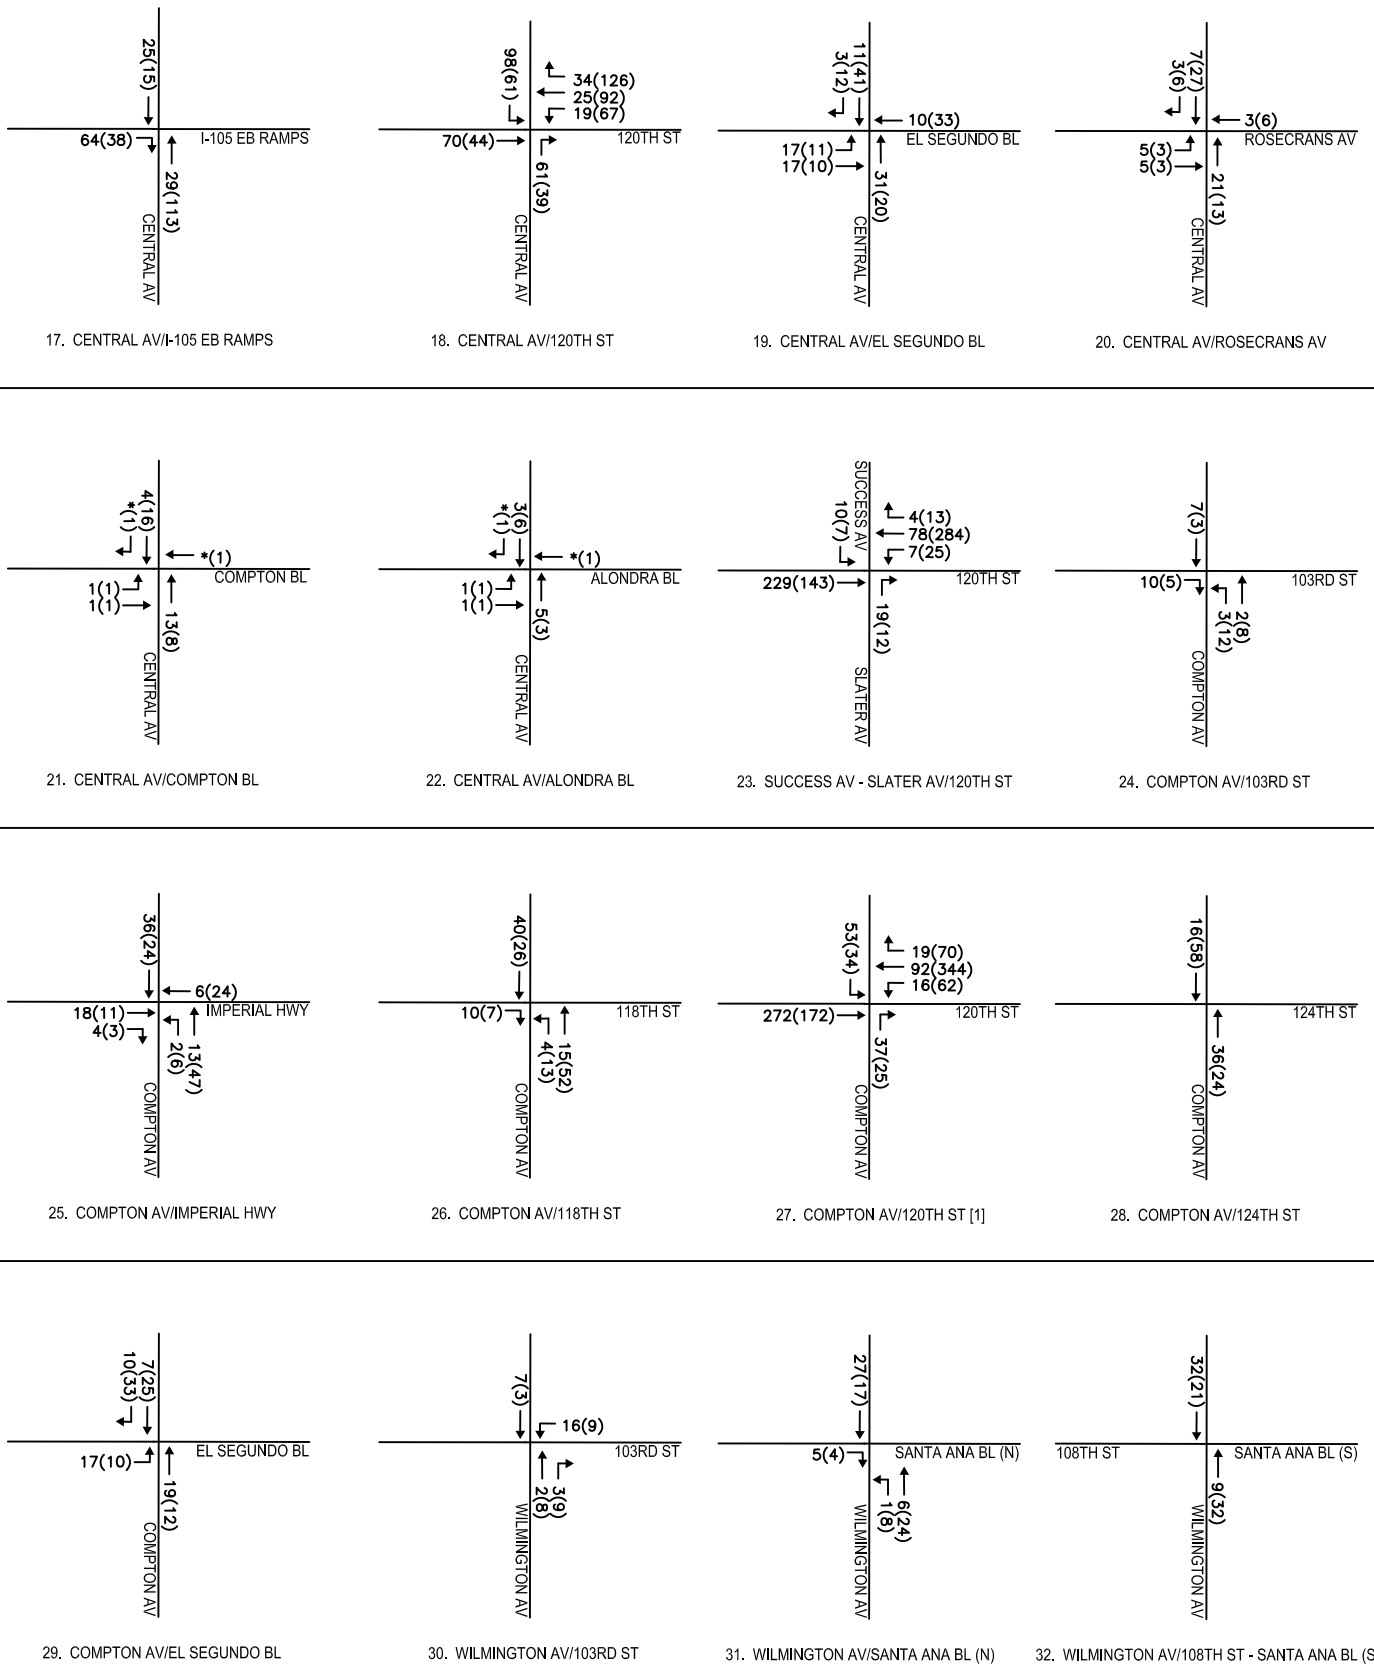 25(15)
64(38)
I-105 EB RAMPS
29(113)
CENTRAL AV
17. CENTRAL AV/I-105 EB RAMPS
98(61)
34(126)
25(92)
19(67)
70(44)
120TH ST
61(39)
CENTRAL AV
18. CENTRAL AV/120TH ST
11(41)
3(12)
10(33)
EL SEGUNDO BL
17(11)
17(10)
31(20)
CENTRAL AV
19. CENTRAL AV/EL SEGUNDO BL
7(27)
3(6)
3(6)
ROSECRANS AV
5(3)
5(3)
21(13)
CENTRAL AV
20. CENTRAL AV/ROSECRANS AV
4(16)
*(1)
*(1)
COMPTON BL
1(1)
1(1)
13(8)
CENTRAL AV
21. CENTRAL AV/COMPTON BL
3(6)
*(1)
*(1)
ALONDRA BL
1(1)
1(1)
5(3)
CENTRAL AV
22. CENTRAL AV/ALONDRA BL
SUCCESS AV
10(7)
4(13)
78(284)
7(25)
229(143)
120TH ST
19(12)
SLATER AV
23. SUCCESS AV - SLATER AV/120TH ST
7(3)
10(5)
103RD ST
2(8)
3(12)
COMPTON AV
24. COMPTON AV/103RD ST
36(24)
6(24)
IMPERIAL HWY
18(11)
4(3)
13(47)
2(6)
COMPTON AV
25. COMPTON AV/IMPERIAL HWY
40(26)
10(7)
118TH ST
15(52)
4(13)
COMPTON AV
26. COMPTON AV/118TH ST
53(34)
19(70)
92(344)
16(62)
272(172)
120TH ST
37(25)
COMPTON AV
27. COMPTON AV/120TH ST [1]
16(58)
124TH ST
36(24)
COMPTON AV
28. COMPTON AV/124TH ST
7(25)
10(33)
EL SEGUNDO BL
17(10)
19(12)
COMPTON AV
29. COMPTON AV/EL SEGUNDO BL
7(3)
16(9)
103RD ST
3(9)
2(8)
WILMINGTON AV
30. WILMINGTON AV/103RD ST
27(17)
5(4)
SANTA ANA BL (N)
6(24)
1(8)
WILMINGTON AV
31. WILMINGTON AV/SANTA ANA BL (N)
32(21)
108TH ST
SANTA ANA BL (S)
9(32)
WILMINGTON AV
32. WILMINGTON AV/108TH ST - SANTA ANA BL (S